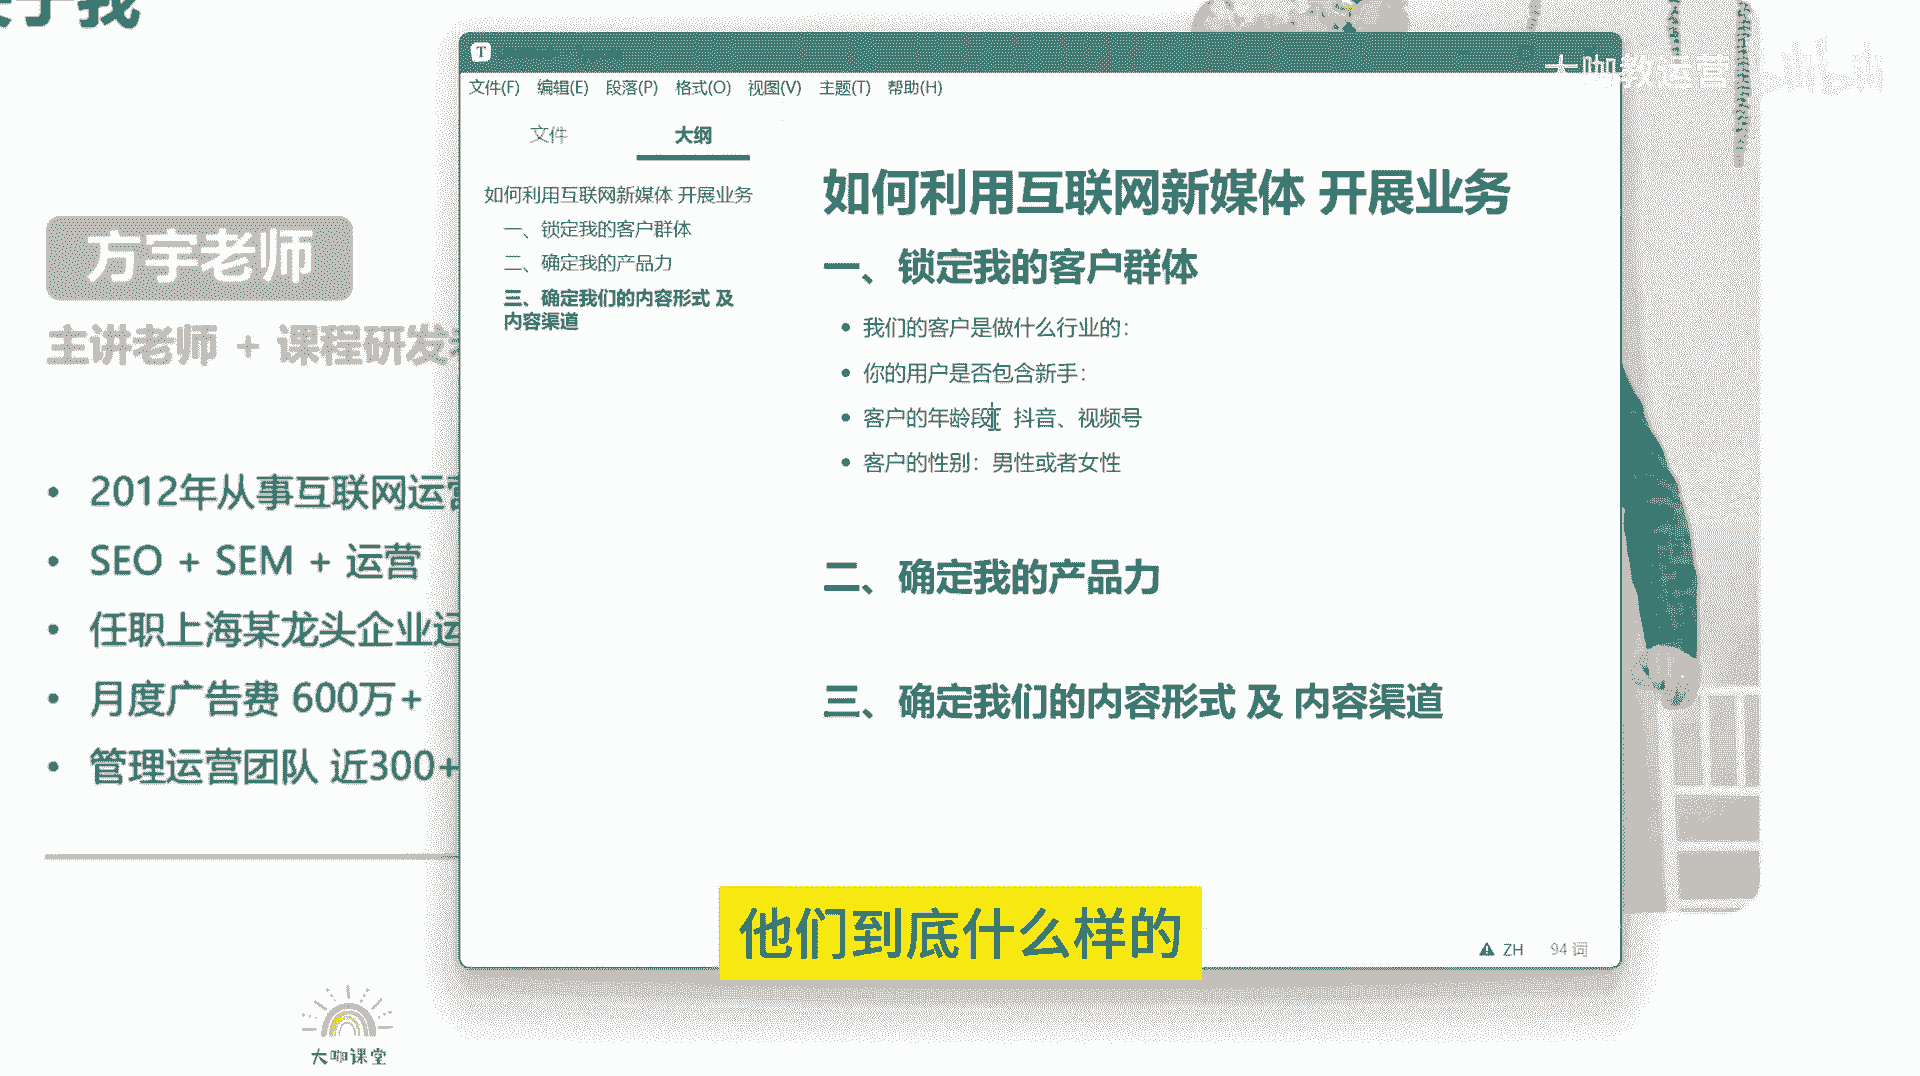 于我
方宇老师
主讲老师 + 课程研发
2012年从事互联网运营
SEO + SEM + 运营
任职上海某龙头企业运
月度广告费 600万+
管理运营团队 近300+
大咖课堂
T
文件(F) 编辑(E) 段落(P) 格式(O) 视图(V) 主题(T) 帮助(H)
文件 大纲
如何利用互联网新媒体 开展业务
一、锁定我的客户群体
二、确定我的产品力
三、确定我们的内容形式 及
内容渠道
如何利用互联网新媒体 开展业务
一、锁定我的客户群体
我们的客户是做什么行业的：
你的用户是否包含新手：
客户的年龄段 抖音、视频号
客户的性别：男性或者女性
二、确定我的产品力
三、确定我们的内容形式 及 内容渠道
ZH 94 词
大咖教运营 bilibili
他们到底什么样的